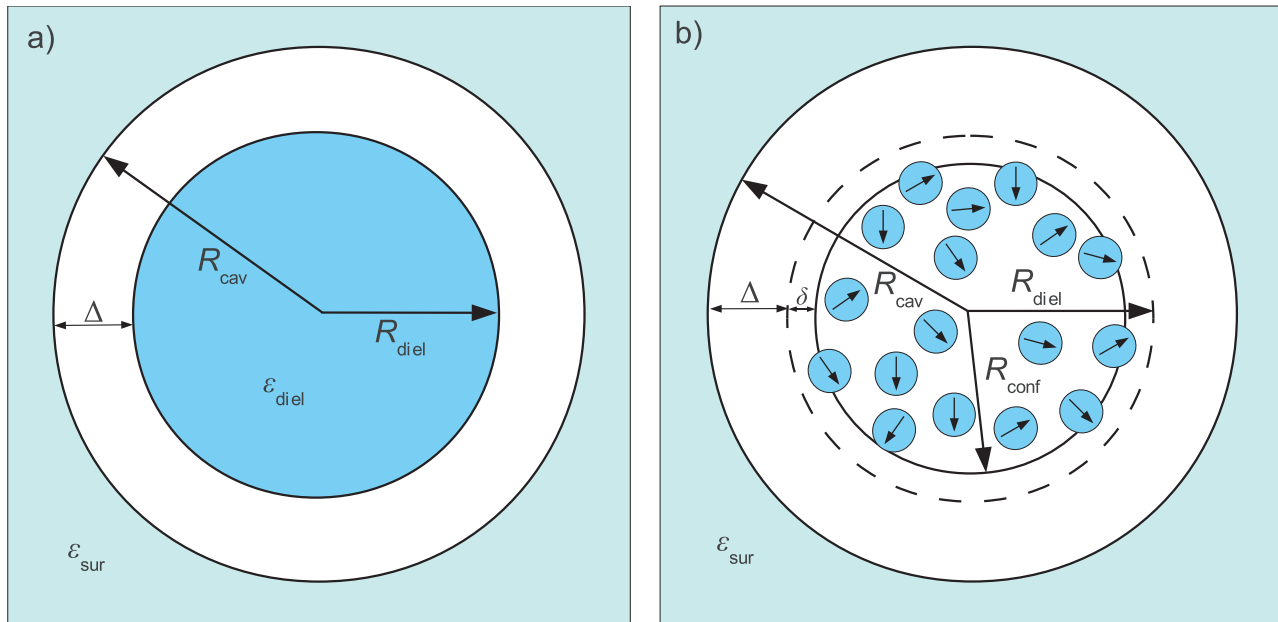 a)
R_cav
Δ
R_diel
ε_diel
ε_sur
b)
Δ
δ
R_cav
R_diel
R_conf
ε_sur